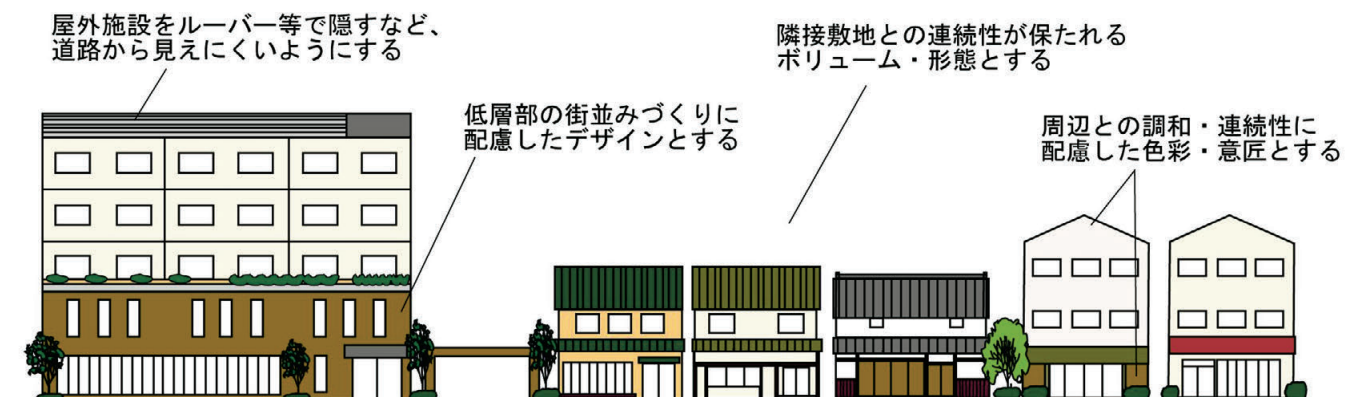 屋外施設をルーバー等で隠すなど、
道路から見えにくいようにする
低層部の街並みづくりに
配慮したデザインとする
隣接敷地との連続性が保たれる
ボリューム・形態とする
周辺との調和・連続性に
配慮した色彩・意匠とする